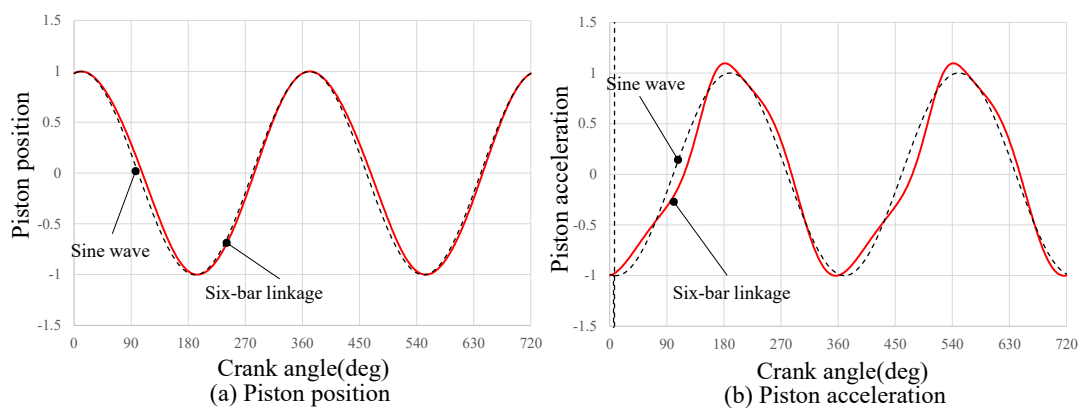 1.5
1
0.5
0
-0.5
-1
-1.5
Piston position
Sine wave
Six-bar linkage
0 90 180 270 360 450 540 630 720
Crank angle(deg)
(a) Piston position
1.5
1
0.5
0
-0.5
-1
-1.5
Piston acceleration
Sine wave
Six-bar linkage
0 90 180 270 360 450 540 630 720
Crank angle(deg)
(b) Piston acceleration